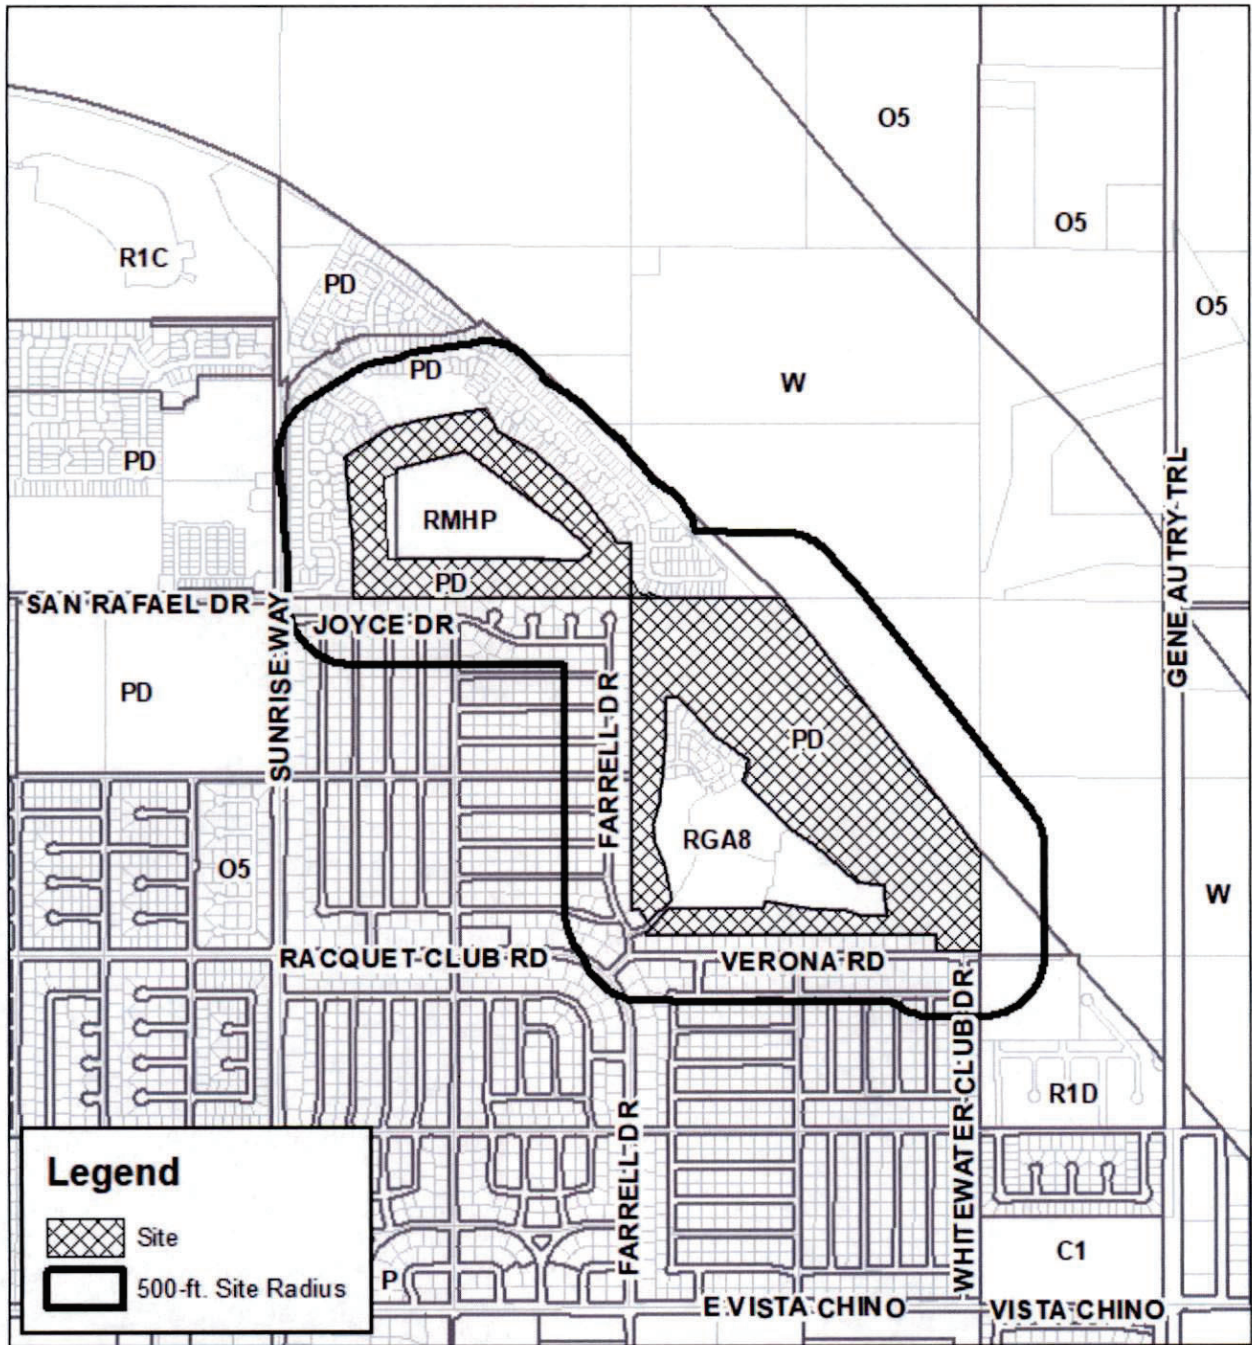 O5
O5
R1C
PD
O5
W
PD
PD
GENE AUTRY TRL
RMHP
PD
SAN RAFAEL DR
JOYCE DR
SUNRISE WAY
PD
FARRELL DR
PD
RGA8
O5
W
RACQUET CLUB RD
VERONA RD
WHITEWATER CLUB DR
R1D
FARRELL DR
Legend
Site
500-ft. Site Radius
P
C1
E VISTA CHINO
VISTA CHINO